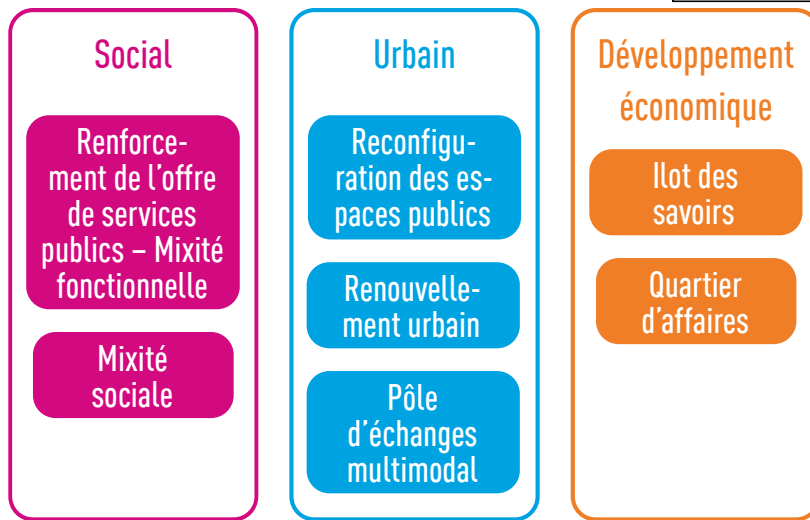 Social
Renforce-
ment de l’offre
de services
publics – Mixité
fonctionnelle
Mixité
sociale
Urbain
Reconfigu-
ration des es-
paces publics
Renouvelle-
ment urbain
Pôle
d’échanges
multimodal
Développement
économique
Ilot des
savoirs
Quartier
d’affaires